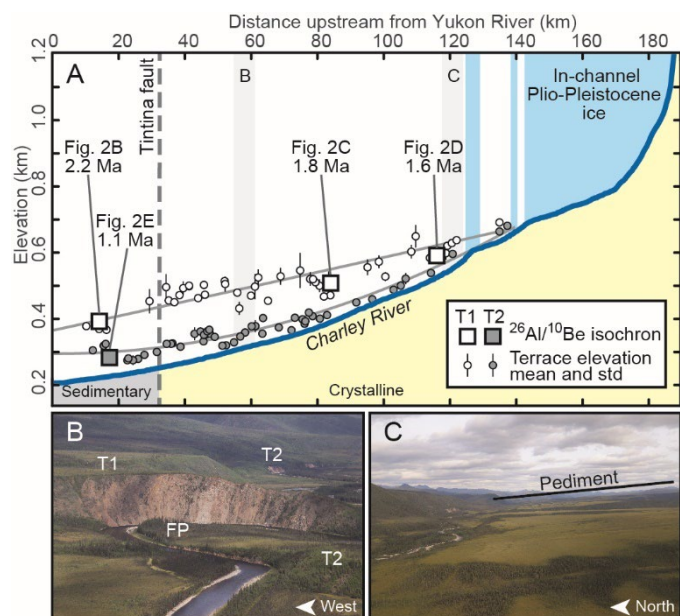 Distance upstream from Yukon River (km)
0 20 40 60 80 100 120 140 160 180
1.2
1.0
0.8
0.6
0.4
0.2
Elevation (km)
A
Tintina fault
B
C
In-channel
Plio-Pleistocene
ice
Fig. 2B
2.2 Ma
Fig. 2E
1.1 Ma
Fig. 2C
1.8 Ma
Fig. 2D
1.6 Ma
Charley River
T1 T2
26Al/10Be isochron
Terrace elevation
mean and std
Sedimentary
Crystalline
B
T1
T2
FP
T2
West
C
Pediment
North